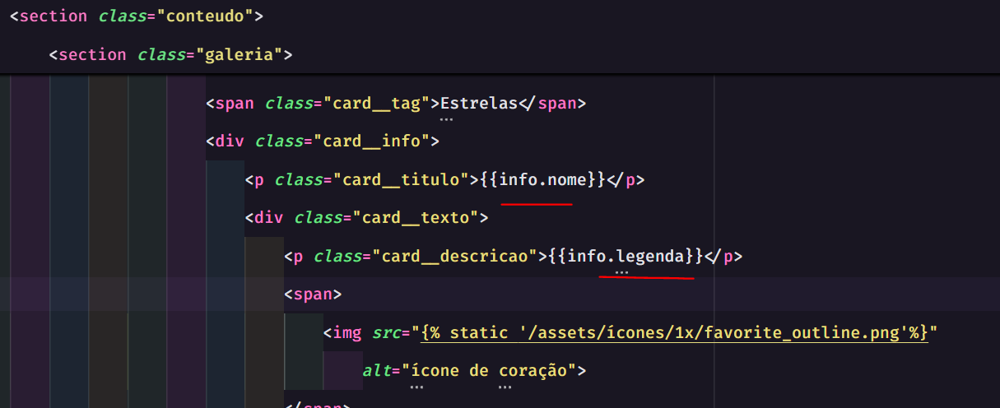 <section class="conteudo">
<section class="galeria">
<span class="card__tag">Estrelas</span>
<div class="card__info">
<p class="card__titulo">{{info.nome}}</p>
<div class="card__texto">
<p class="card__descricao">{{info.legenda}}</p>
<span>
<img src="{% static '/assets/ícones/1x/favorite_outline.png'%}"
alt="ícone de coração">
</span>